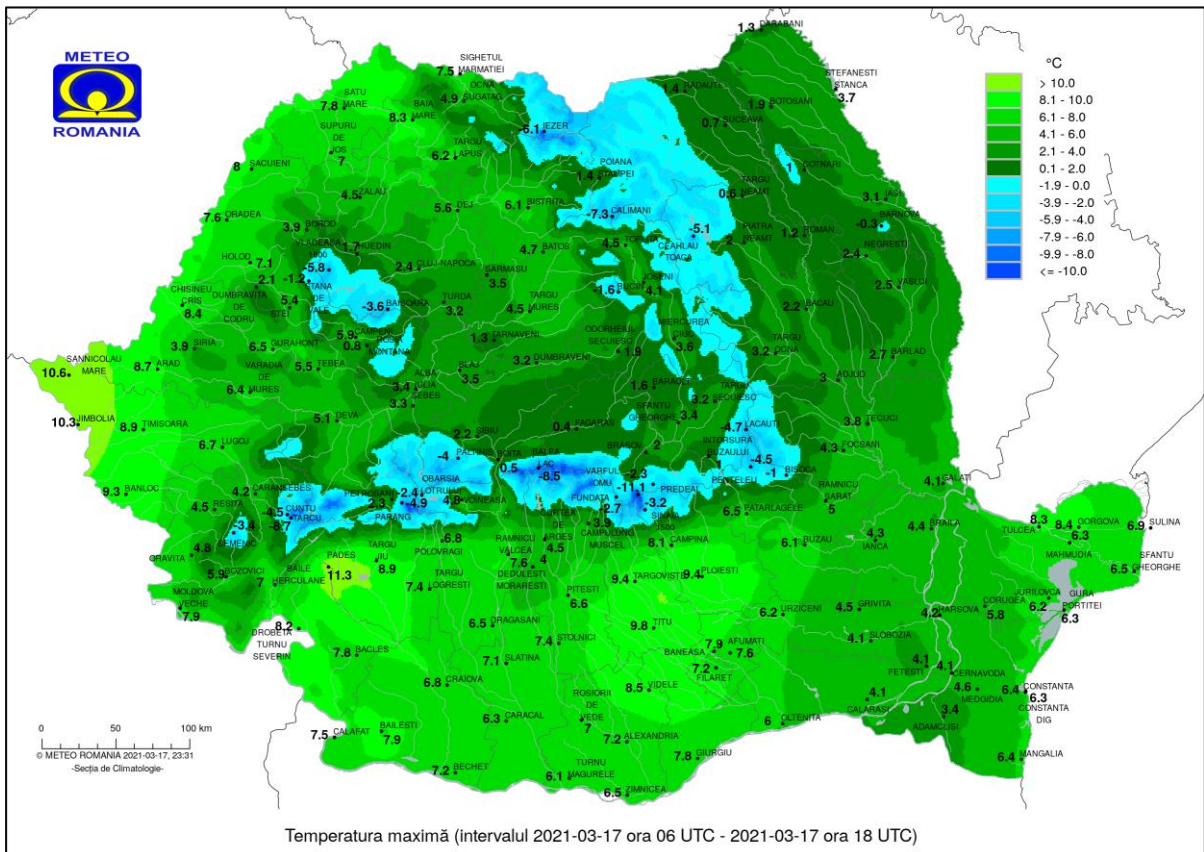 METEO
ROMANIA
°C
> 10.0
8.1 - 10.0
6.1 - 8.0
4.1 - 6.0
2.1 - 4.0
0.1 - 2.0
-1.9 - 0.0
-3.9 - -2.0
-5.9 - -4.0
-7.9 - -6.0
-9.9 - -8.0
<= -10.0
1.3 DARABANI
STEFANESTI
STANCA
3.7
SIGHETUL
MARMATIEI
7.5
OCNA
SUGATAG
4.9
1.4 RADAUTI
1.9 BOTOSANI
0.7 SUCEAVA
SATU
MARE
7.8
BAIA
MARE
8.3
-6.1 IEZER
SUPURU
DE
JOS
7
TARGU
LAPUS
6.2
POIANA
STAMPEI
1.4
1 COTNARI
8 SACUIENI
4.5 ZALAU
5.6 DEJ
6.1 BISTRITA
-7.3 CALIMANI
TARGU
NEAMT
0.6
3.1 IASI
7.6 ORADEA
3.9 BOROD
VLADEASA
1800
-5.8
1.7 HUEDIN
4.7 BATOS
4.5 TOPLITA
-5.1
CEAHLAU
TOACA
PIATRA
NEAMT
2
1.2 ROMAN
BARNOVA
-0.3
2.4 NEGRESTI
HOLOD
7.1
2.4 CLUJ-NAPOCA
SARMASU
3.5
-1.2
STANA
DE
VALE
2.1
DUMBRAVITA
DE
CODRU
5.4
STEI
-1.6 BUCIN
JOSENI
4.1
2.5 VASLUI
CHISINEU
CRIS
8.4
-3.6 BAISOARA
TURDA
3.2
TARGU
MURES
4.5
2.2 BACAU
3.9 SIRIA
6.5 GURAHONT
5.9 CAMPENI
0.8
ROSIA
MONTANA
1.3 TARNAVENI
ODORHEIUL
SECUIESC
1.9
MIERCUREA
CIUC
3.6
TARGU
OCNA
3.2
2.7 BARLAD
SANNICOLAU
MARE
10.6
8.7 ARAD
VARADIA
DE
MURES
6.4
5.5 TEBEA
ALBA
IULIA
3.4
BLAJ
3.5
3.2 DUMBRAVENI
3 ADJUD
3.3 SEBES
1.6 BARAOLT
TARGU
SECUIESC
3.2
10.3 JIMBOLIA
8.9 TIMISOARA
5.1 DEVA
SFANTU
GHEORGHE
3.4
3.8 TECUCI
6.7 LUGOJ
2.2 SIBIU
0.4 FAGARAS
-4.7 LACAUTI
4.3 FOCSANI
-4 PALTINIS
BOITA
0.5
BALEA
LAC
-8.5
BRASOV
2
INTORSURA
BUZAULUI
1
-4.5
PENTELEU
-1 BISOCA
9.3 BANLOC
4.2 CARANSEBES
OBARSIA
LOTRULUI
-2.4
VARFUL
OMU
-11.1
-2.3
PREDEAL
RAMNICU
SARAT
5
4.1 GALATI
4.5 RESITA
CUNTU
-4.5
TARCU
-8.7
PETROSANI
2.3
-4.9
PARANG
4.8 VOINEASA
FUNDATA
-2.7
-3.2
SINAIA
1500
6.5 PATARLAGELE
-3.4
SEMENIC
CURTEA
DE
ARGES
4.5
3.9
CAMPULUNG
MUSCEL
8.1 CAMPINA
6.1 BUZAU
4.3
IANCA
4.4 BRAILA
8.3
TULCEA
8.4 GORGOVA
6.3
MAHMUDIA
6.9 SULINA
4.8
ORAVITA
5.9 BOZOVICI
7
BAILE
HERCULANE
PADES
11.3
TARGU
JIU
8.9
6.8
POLOVRAGI
RAMNICU
VALCEA
7.6
4
DEDULESTI
MORARESTI
SFANTU
GHEORGHE
6.5
MOLDOVA
VECHE
7.9
TARGU
LOGRESTI
7.4
9.4 TARGOVISTE
9.4 PLOIESTI
PITESTI
6.6
JURILOVCA
6.2
GURA
PORTITEI
6.3
8.2
DROBETA
TURNU
SEVERIN
6.5 DRAGASANI
7.4 STOLNICI
9.8 TITU
6.2 URZICENI
4.5 GRIVITA
4.2 HARSOVA
CORUGEA
5.8
7.8 BACLES
7.1 SLATINA
BANEASA
7.9
AFUMATI
7.6
7.2
FILARET
4.1 SLOBOZIA
4.1
FETESTI
4.1
CERNAVODA
6.8 CRAIOVA
8.5 VIDELE
4.6
MEDGIDIA
6.4 CONSTANTA
6.3
CONSTANTA
DIG
6.3 CARACAL
ROSIORII
DE
VEDE
7
6 OLTENITA
4.1
CALARASI
3.4
ADAMCLISI
7.5 CALAFAT
BAILESTI
7.9
7.2 ALEXANDRIA
7.8 GIURGIU
6.4 MANGALIA
7.2 BECHET
TURNU
MAGURELE
6.1
6.5 ZIMNICEA
0 50 100 km
© METEO ROMANIA 2021-03-17, 23:31
-Secția de Climatologie-
Temperatura maximă (intervalul 2021-03-17 ora 06 UTC - 2021-03-17 ora 18 UTC)